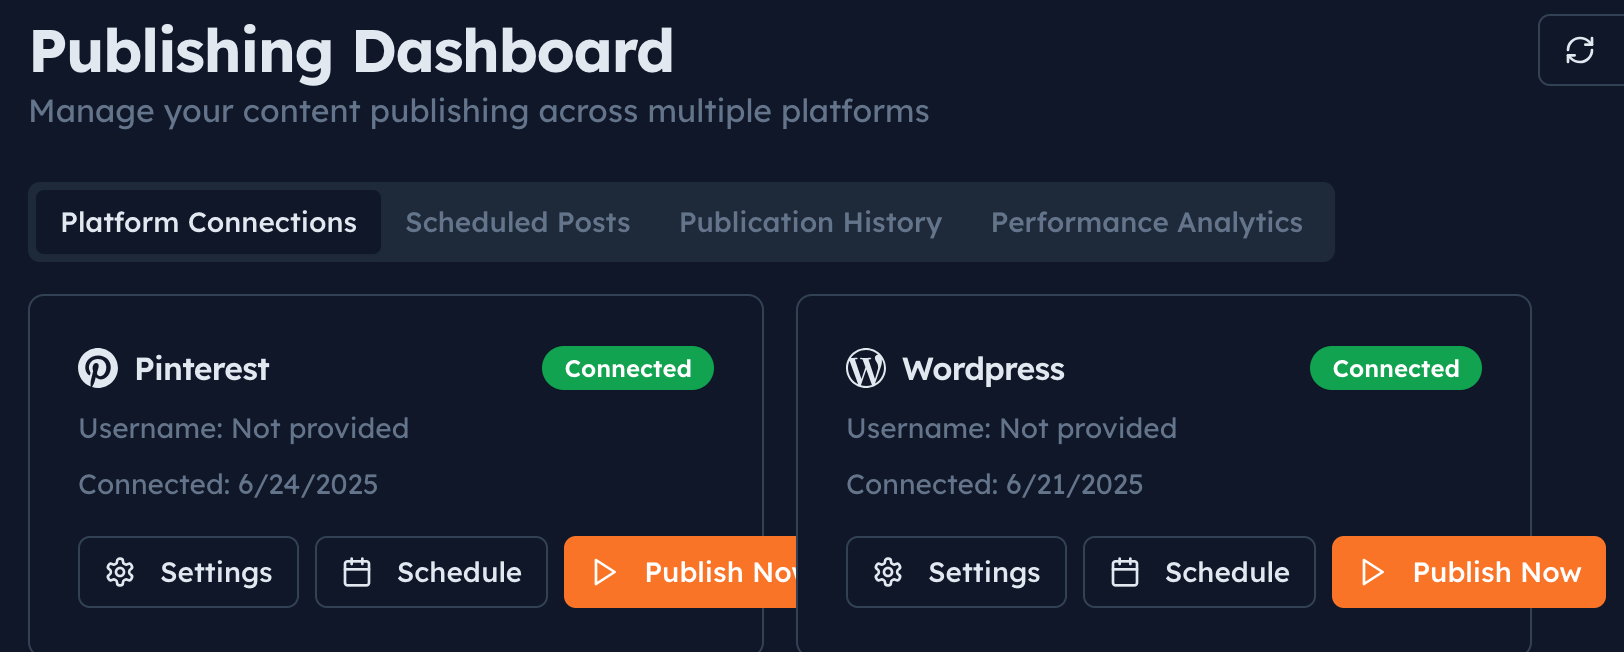 Publishing Dashboard
Manage your content publishing across multiple platforms
Platform Connections Scheduled Posts Publication History Performance Analytics
Pinterest Connected
Username: Not provided
Connected: 6/24/2025
Settings Schedule Publish Now
Wordpress Connected
Username: Not provided
Connected: 6/21/2025
Settings Schedule Publish Now